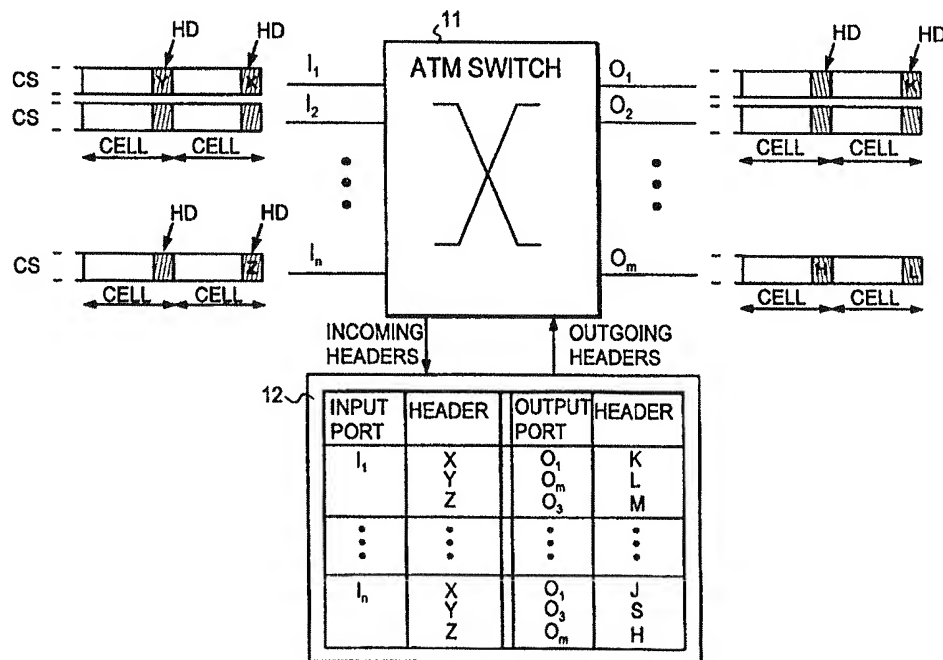 11
HD HD HD HD
CS Y I₁ ATM SWITCH O₁ K
CS I₂ O₂
CELL CELL CELL CELL
HD HD
CS Z Iₙ Oₘ H L
CELL CELL CELL CELL
INCOMING HEADERS OUTGOING HEADERS
12
INPUT PORT HEADER OUTPUT PORT HEADER
I₁ X O₁ K
Y Oₘ L
Z O₃ M
Iₙ X O₁ J
Y O₃ S
Z Oₘ H